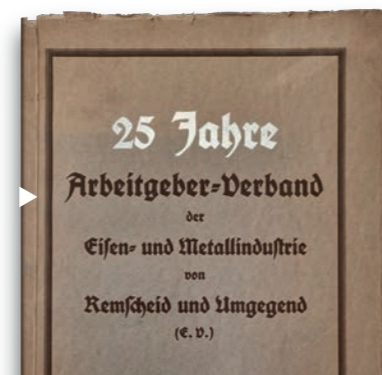 25 Jahre
Arbeitgeber-Verband
der
Eisen- und Metallindustrie
von
Remscheid und Umgegend
(E. V.)